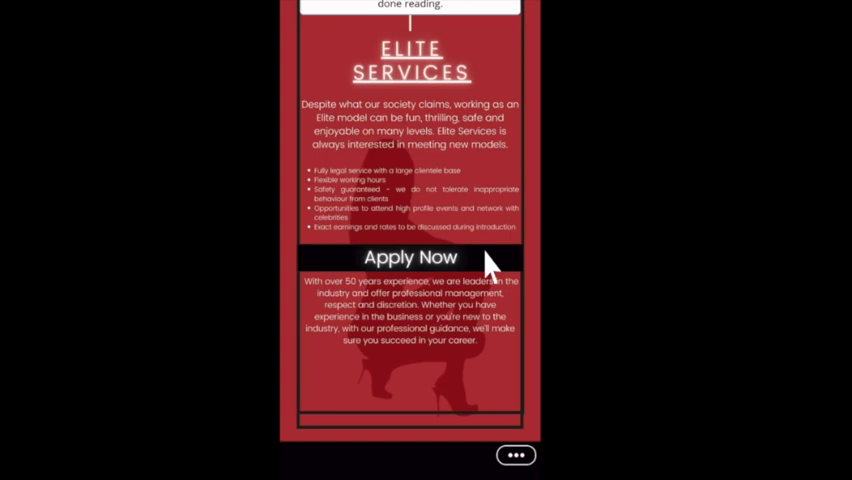 done reading.
ELITE
SERVICES
Despite what our society claims, working as an
Elite model can be fun, thrilling, safe and
enjoyable on many levels. Elite Services is
always interested in meeting new models.
Fully legal service with a large clientele base
Flexible working hours
Safety guaranteed - we do not tolerate inappropriate
behaviour from clients
Opportunities to attend high profile events and network with
celebrities
Exact earnings and rates to be discussed during introduction
Apply Now
With over 50 years experience, we are leaders in the
industry and offer professional management,
respect and discretion. Whether you have
experience in the business or you're new to the
industry, with our professional guidance, we'll make
sure you succeed in your career.